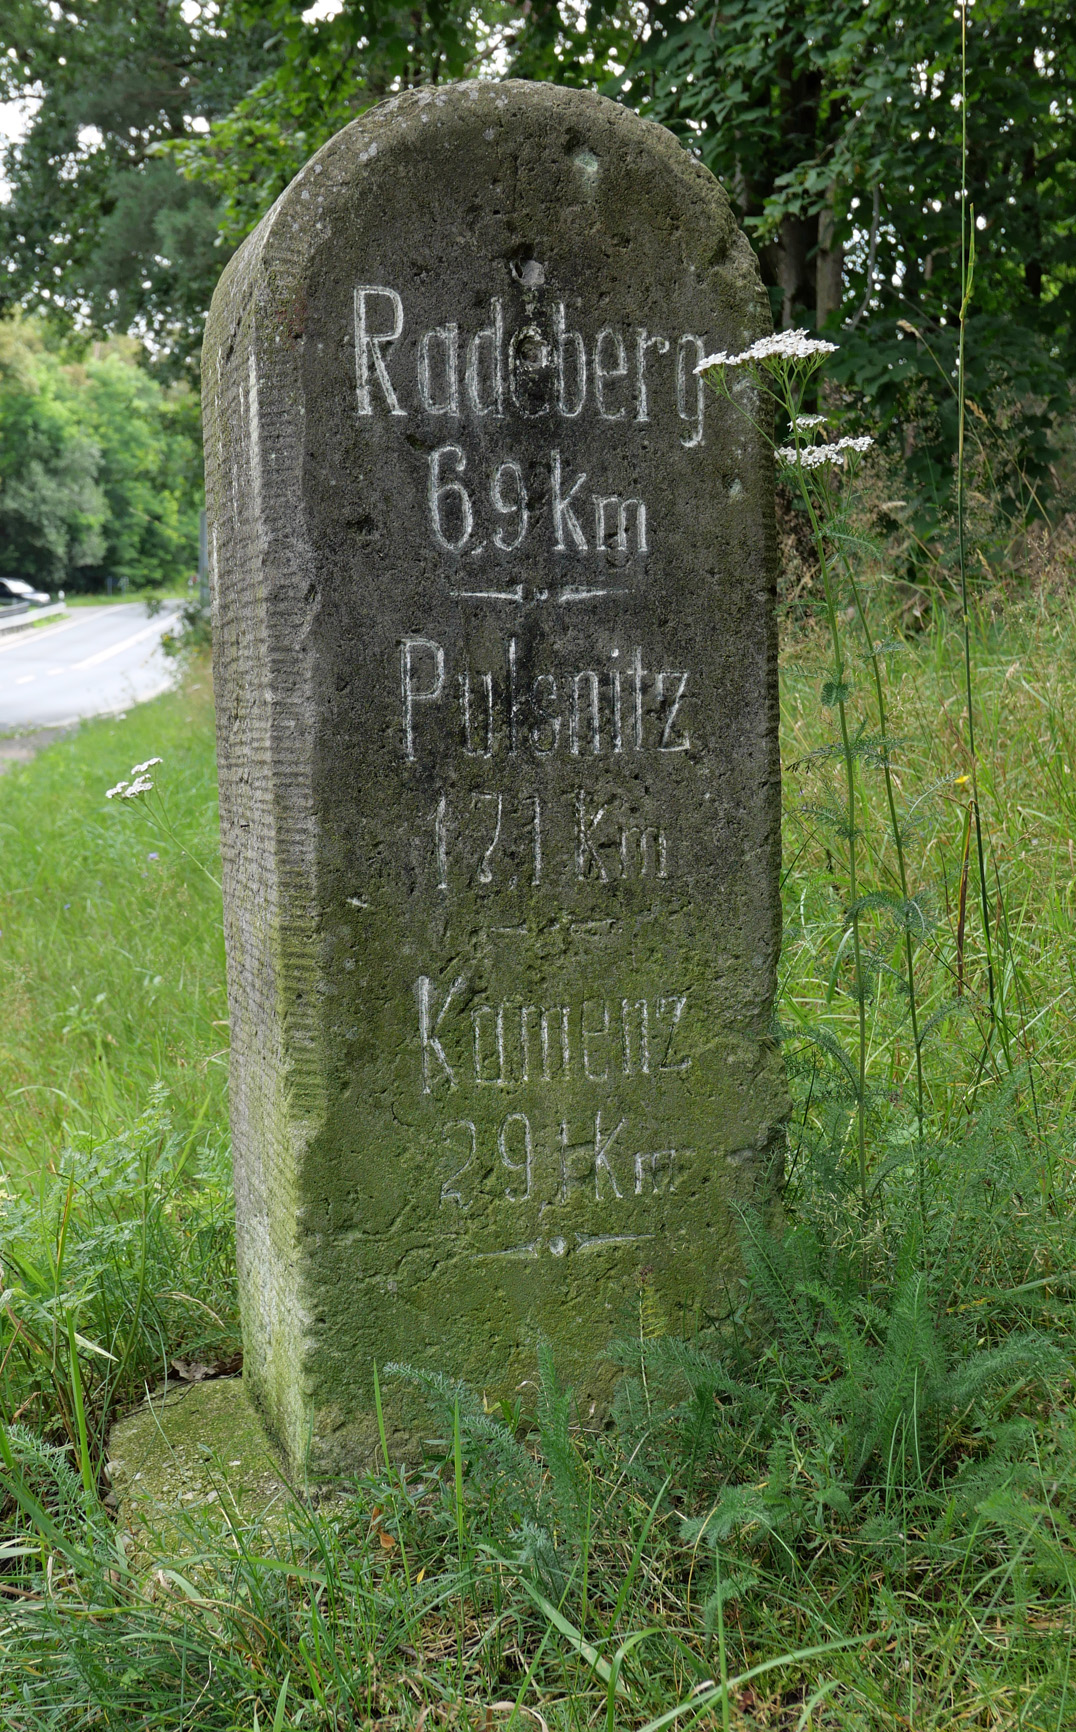 Radeberg
6,9 km
Pulsnitz
17,1 Km
Kamenz
29,1 Km